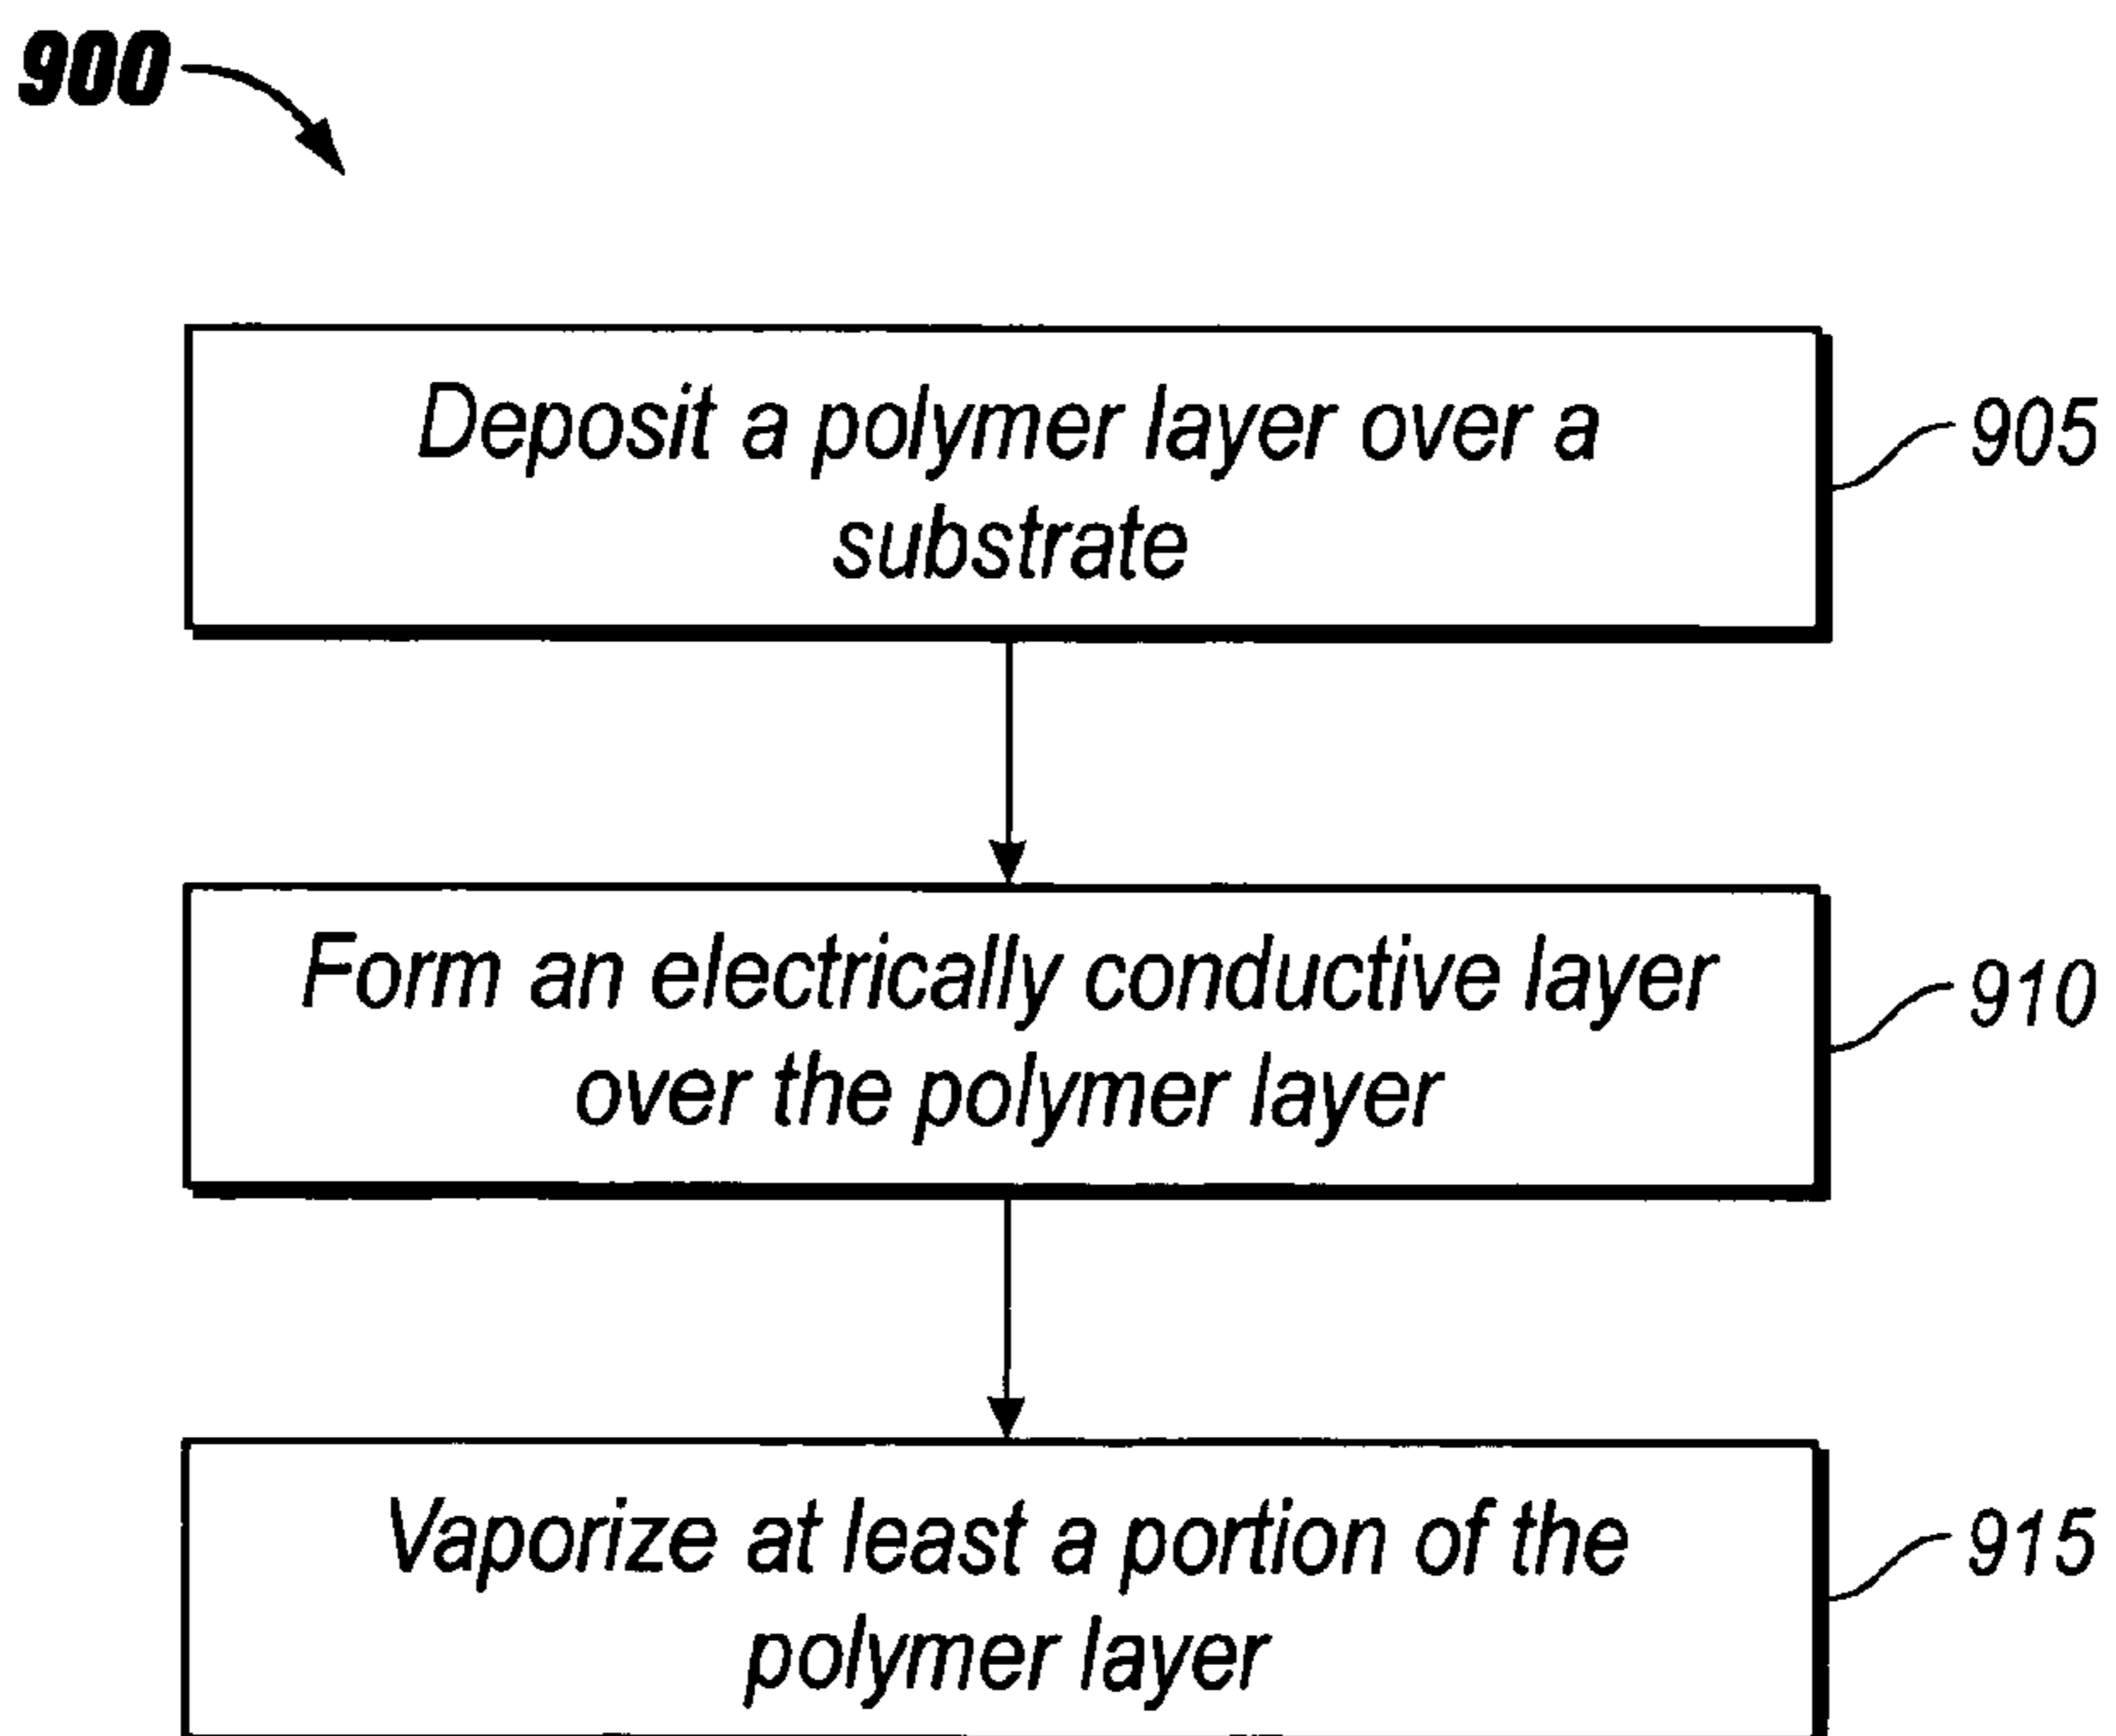 900
Deposit a polymer layer over a
substrate
905
Form an electrically conductive layer
over the polymer layer
910
Vaporize at least a portion of the
polymer layer
915